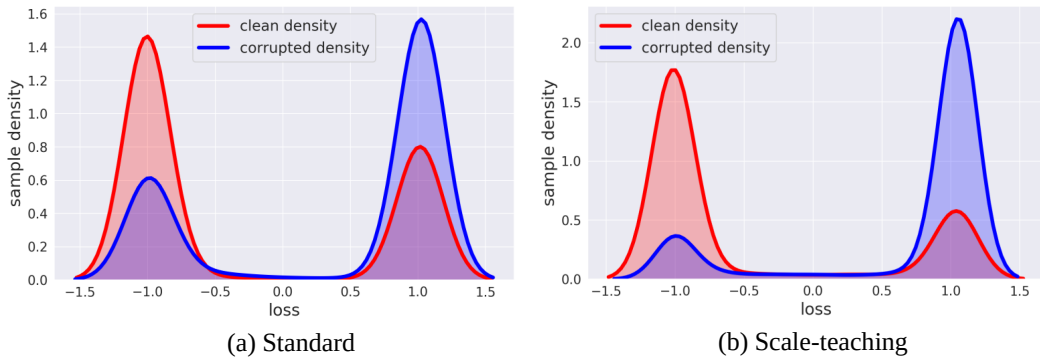 1.6
1.4
1.2
1.0
0.8
0.6
0.4
0.2
0.0
sample density
clean density
corrupted density
−1.5 −1.0 −0.5 0.0 0.5 1.0 1.5
loss
(a) Standard
2.0
1.5
1.0
0.5
0.0
sample density
clean density
corrupted density
−1.5 −1.0 −0.5 0.0 0.5 1.0 1.5
loss
(b) Scale-teaching